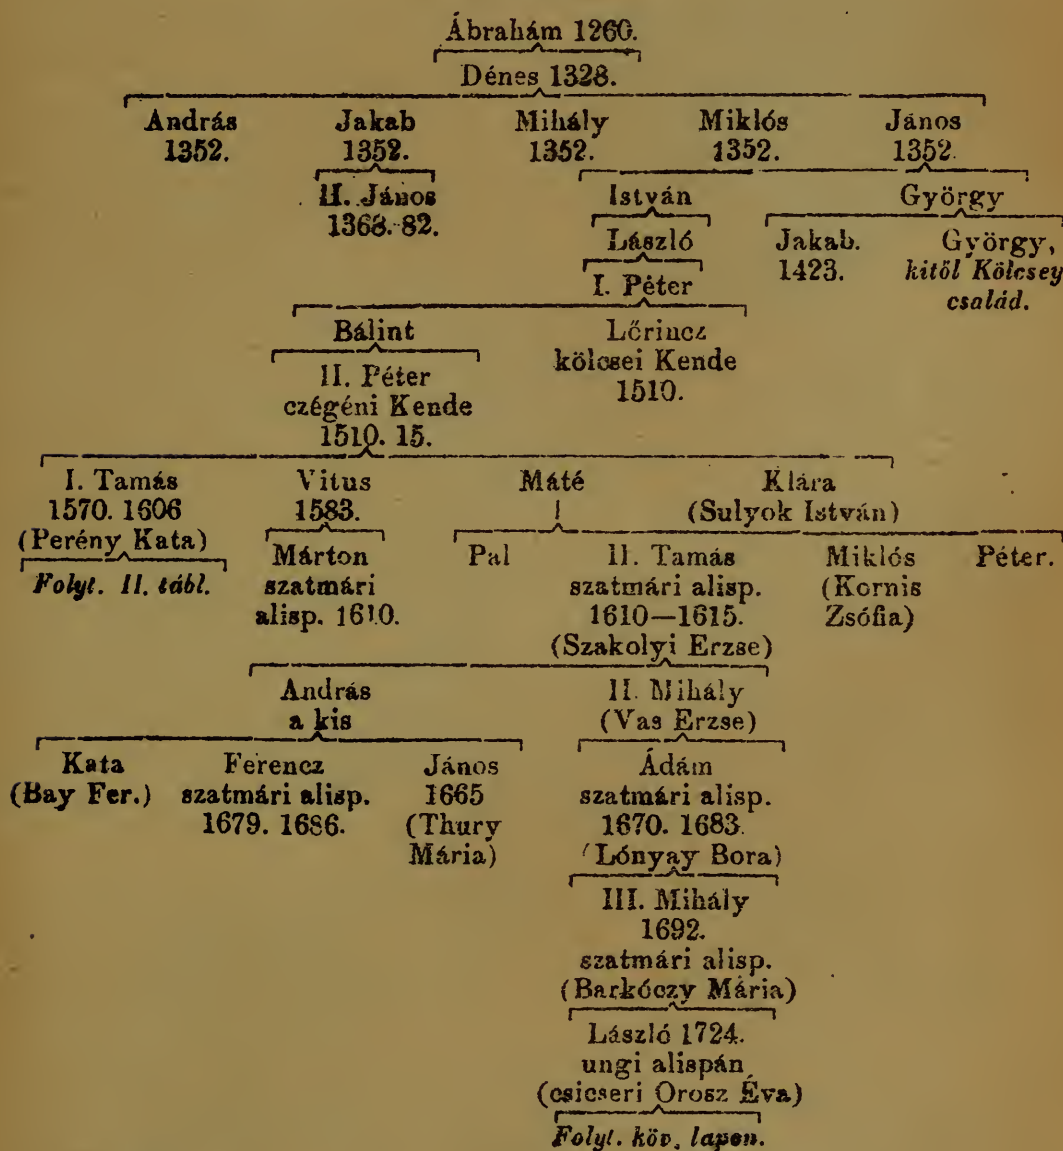 Ábrahám 1260.
Dénes 1328.
András Jakab Mihály Miklós János
1352. 1352. 1352. 1352. 1352.
II. János István György
1368. 82.
László Jakab. György,
1423. kitől Kölcsey
I. Péter család.
Bálint Lőrincz
kölcsei Kende
II. Péter 1510.
czégéni Kende
1510. 15.
I. Tamás Vitus Máté Klára
1570. 1606 1583. (Sulyok István)
(Perény Kata)
Márton Pal II. Tamás Miklós Péter.
Folyt. II. tábl. szatmári szatmári alisp. (Kornis
alisp. 1610. 1610—1615. Zsófia)
(Szakolyi Erzse)
András II. Mihály
a kis (Vas Erzse)
Kata Ferencz János Ádám
(Bay Fer.) szatmári alisp. 1665 szatmári alisp.
1679. 1686. (Thury 1670. 1683.
Mária) (Lónyay Bora)
III. Mihály
1692.
szatmári alisp.
(Barkóczy Mária)
László 1724.
ungi alispán
(csicseri Orosz Éva)
Folyt. köv. lapon.